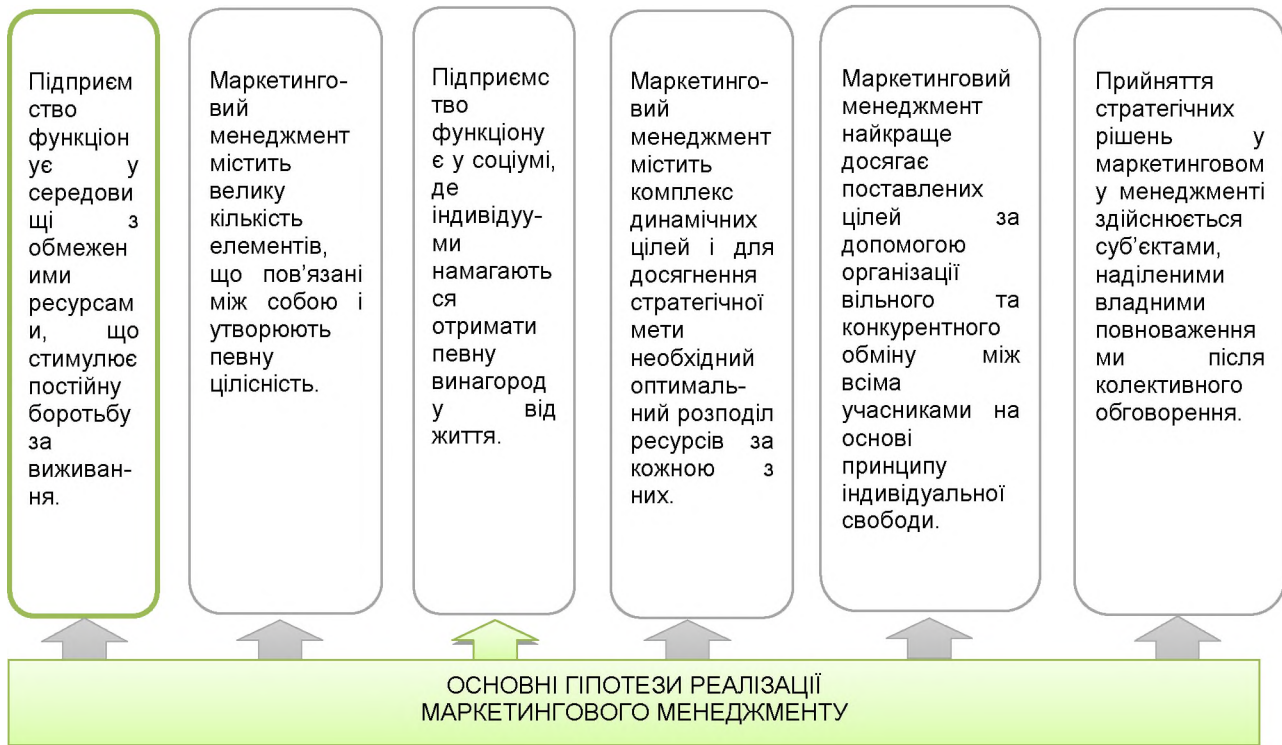 Підприєм
ство
функціон
ує у
середови
щі з
обмежен
ими
ресурсам
и, що
стимулює
постійну
боротьбу
за
виживан-
ня.
Маркетинго-
вий
менеджмент
містить
велику
кількість
елементів,
що пов’язані
між собою і
утворюють
певну
цілісність.
Підприємс
тво
функціону
є у соціумі,
де
індивідуу-
ми
намагають
ся
отримати
певну
винагород
у від
життя.
Маркетинго-
вий
менеджмент
містить
комплекс
динамічних
цілей і для
досягнення
стратегічної
мети
необхідний
оптималь-
ний розподіл
ресурсів за
кожною з
них.
Маркетинговий
менеджмент
найкраще
досягає
поставлених
цілей за
допомогою
організації
вільного та
конкурентного
обміну між
всіма
учасниками на
основі
принципу
індивідуальної
свободи.
Прийняття
стратегічних
рішень у
маркетинговом
у менеджменті
здійснюється
суб’єктами,
наділеними
владними
повноваження
ми після
колективного
обговорення.
ОСНОВНІ ГІПОТЕЗИ РЕАЛІЗАЦІЇ
МАРКЕТИНГОВОГО МЕНЕДЖМЕНТУ